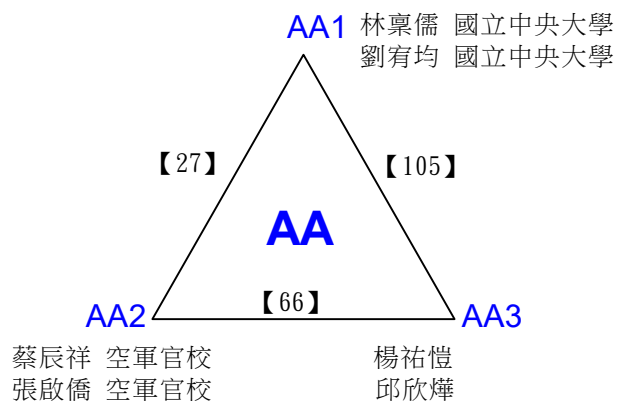 AA1 林稟儒 國立中央大學
劉宥均 國立中央大學
【27】
【105】
AA
【66】
AA2
AA3
蔡辰祥 空軍官校
張啟僑 空軍官校
楊祐愷
邱欣燁